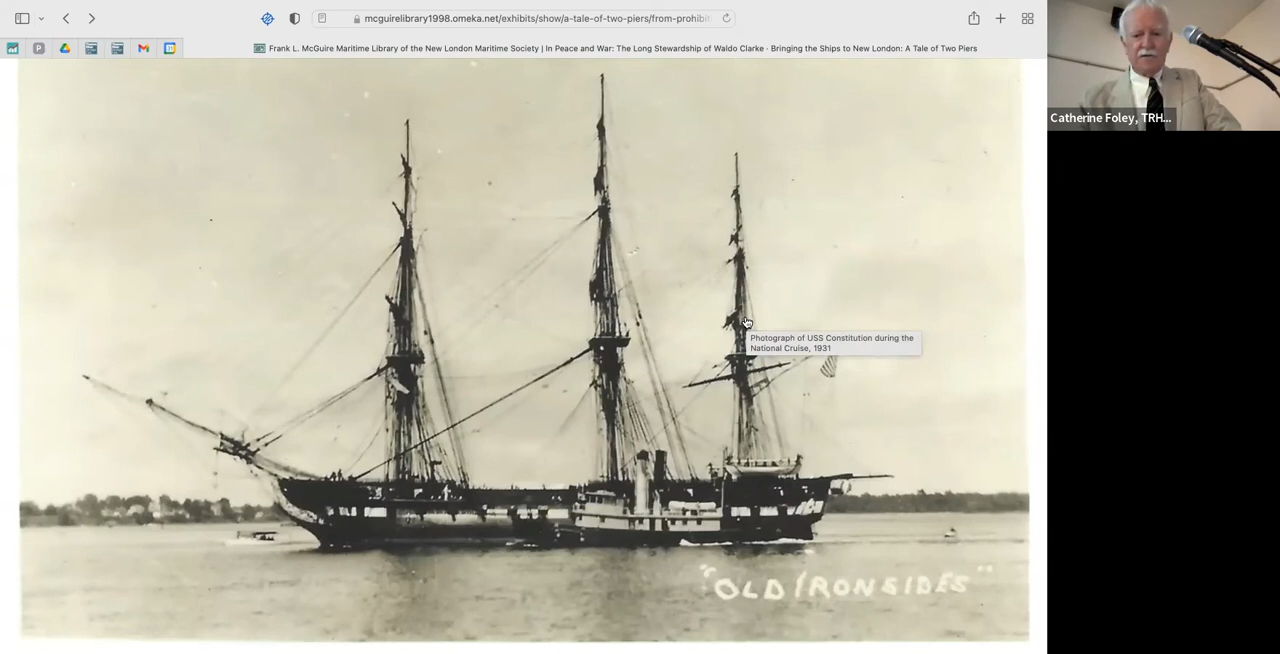 mcguirelibrary1998.omeka.net/exhibits/show/a-tale-of-two-piers/from-prohibit
Frank L. McGuire Maritime Library of the New London Maritime Society | In Peace and War: The Long Stewardship of Waldo Clarke · Bringing the Ships to New London: A Tale of Two Piers
Catherine Foley, TRH...
Photograph of USS Constitution during the
National Cruise, 1931
"OLD IRONSIDES"